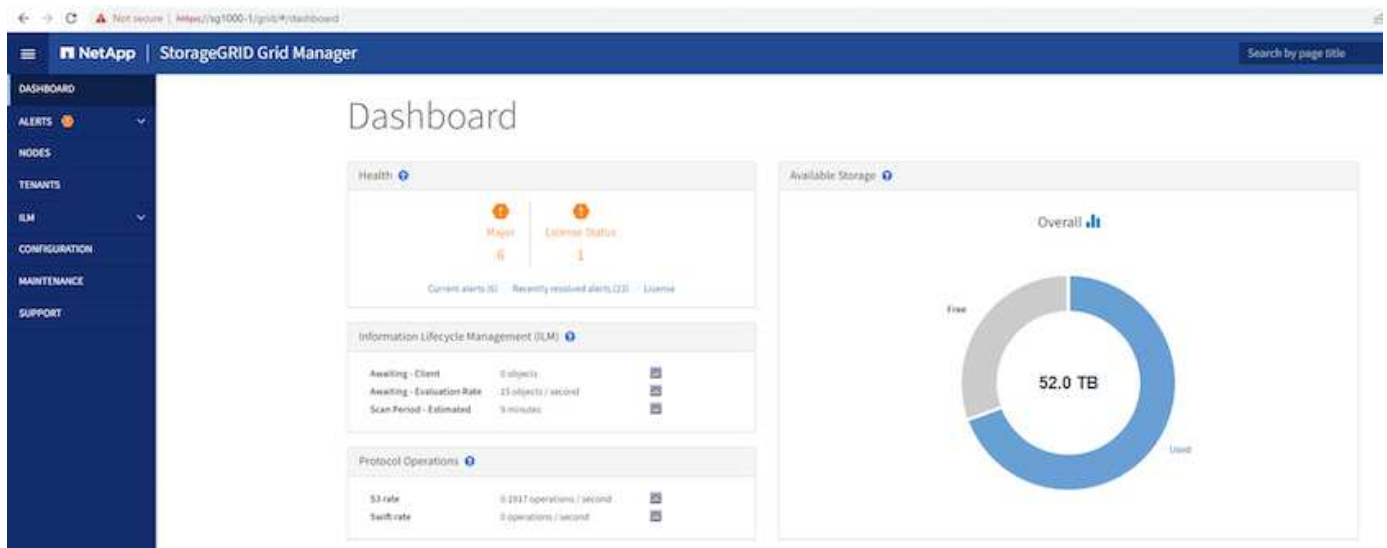 Not secure | https://sg1000-1/grid/#/dashboard
NetApp | StorageGRID Grid Manager
Search by page title
DASHBOARD
ALERTS
NODES
TENANTS
ILM
CONFIGURATION
MAINTENANCE
SUPPORT
Dashboard
Health
Major
6
License Status
1
Current alerts (6) Recently resolved alerts (23) License
Information Lifecycle Management (ILM)
Awaiting - Client 0 objects
Awaiting - Evaluation Rate 15 objects / second
Scan Period - Estimated 9 minutes
Protocol Operations
S3 rate 0.1917 operations / second
Swift rate 0 operations / second
Available Storage
Overall
Free
52.0 TB
Used